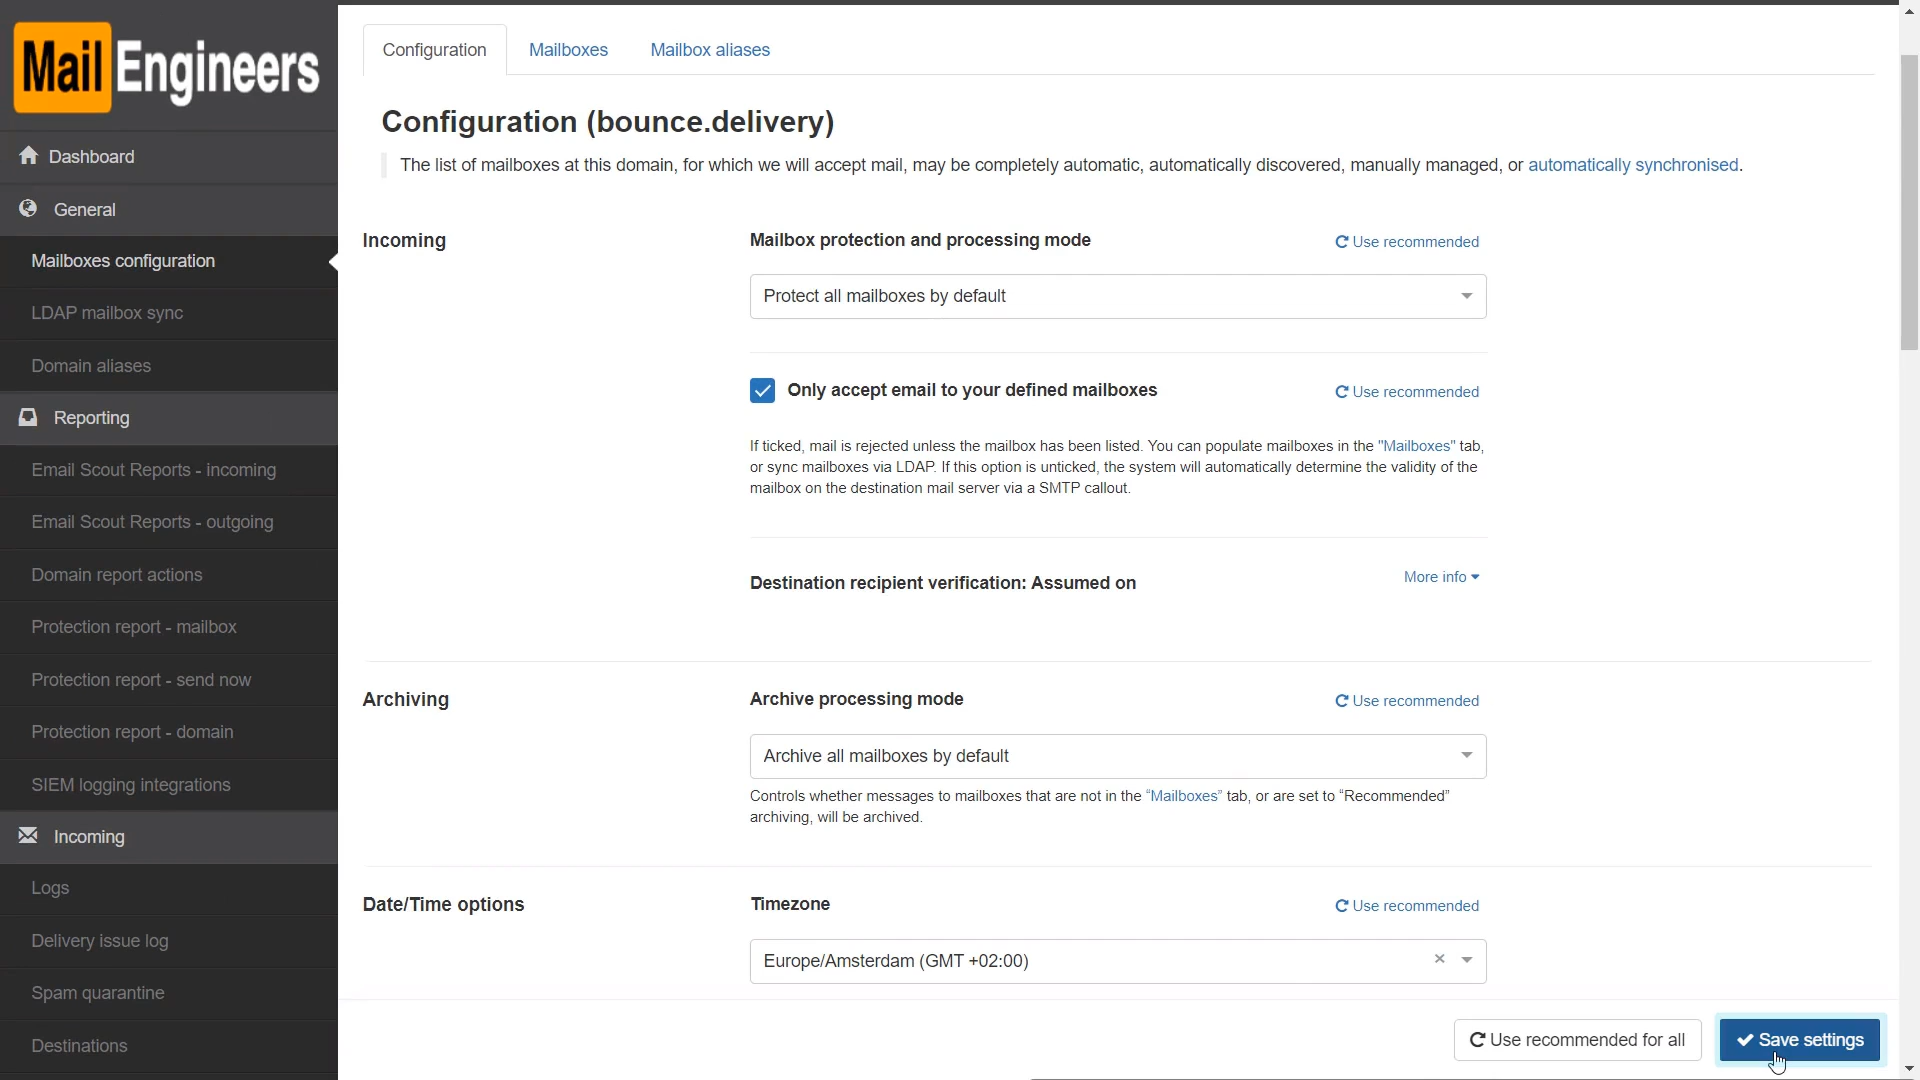 Mail Engineers
Dashboard
General
Mailboxes configuration
LDAP mailbox sync
Domain aliases
Reporting
Email Scout Reports - incoming
Email Scout Reports - outgoing
Domain report actions
Protection report - mailbox
Protection report - send now
Protection report - domain
SIEM logging integrations
Incoming
Logs
Delivery issue log
Spam quarantine
Destinations
Configuration Mailboxes Mailbox aliases
Configuration (bounce.delivery)
The list of mailboxes at this domain, for which we will accept mail, may be completely automatic, automatically discovered, manually managed, or automatically synchronised.
Incoming
Mailbox protection and processing mode Use recommended
Protect all mailboxes by default
Only accept email to your defined mailboxes Use recommended
If ticked, mail is rejected unless the mailbox has been listed. You can populate mailboxes in the "Mailboxes" tab,
or sync mailboxes via LDAP. If this option is unticked, the system will automatically determine the validity of the
mailbox on the destination mail server via a SMTP callout.
Destination recipient verification: Assumed on More info
Archiving
Archive processing mode Use recommended
Archive all mailboxes by default
Controls whether messages to mailboxes that are not in the “Mailboxes” tab, or are set to “Recommended”
archiving, will be archived.
Date/Time options
Timezone Use recommended
Europe/Amsterdam (GMT +02:00)
Use recommended for all Save settings